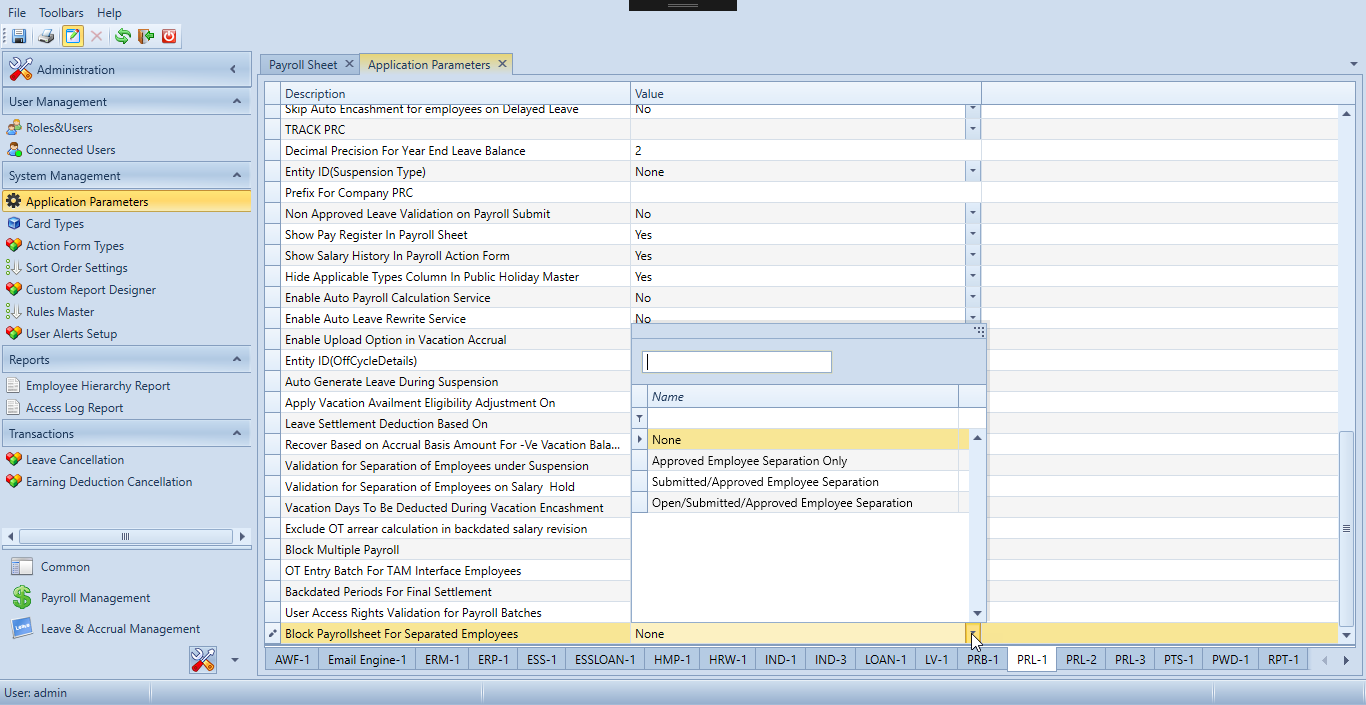 File Toolbars Help
Administration
User Management
Roles&Users
Connected Users
System Management
Application Parameters
Card Types
Action Form Types
Sort Order Settings
Custom Report Designer
Rules Master
User Alerts Setup
Reports
Employee Hierarchy Report
Access Log Report
Transactions
Leave Cancellation
Earning Deduction Cancellation
Common
Payroll Management
Leave & Accrual Management
Payroll Sheet Application Parameters
Description Value
Skip Auto Encashment for employees on Delayed Leave No
TRACK PRC
Decimal Precision For Year End Leave Balance 2
Entity ID(Suspension Type) None
Prefix For Company PRC
Non Approved Leave Validation on Payroll Submit No
Show Pay Register In Payroll Sheet Yes
Show Salary History In Payroll Action Form Yes
Hide Applicable Types Column In Public Holiday Master Yes
Enable Auto Payroll Calculation Service No
Enable Auto Leave Rewrite Service No
Enable Upload Option in Vacation Accrual
Entity ID(OffCycleDetails)
Auto Generate Leave During Suspension
Apply Vacation Availment Eligibility Adjustment On
Leave Settlement Deduction Based On
Recover Based on Accrual Basis Amount For -Ve Vacation Bala...
Validation for Separation of Employees under Suspension
Validation for Separation of Employees on Salary Hold
Vacation Days To Be Deducted During Vacation Encashment
Exclude OT arrear calculation in backdated salary revision
Block Multiple Payroll
OT Entry Batch For TAM Interface Employees
Backdated Periods For Final Settlement
User Access Rights Validation for Payroll Batches
Block Payrollsheet For Separated Employees None
Name
None
Approved Employee Separation Only
Submitted/Approved Employee Separation
Open/Submitted/Approved Employee Separation
AWF-1 Email Engine-1 ERM-1 ERP-1 ESS-1 ESSLOAN-1 HMP-1 HRW-1 IND-1 IND-3 LOAN-1 LV-1 PRB-1 PRL-1 PRL-2 PRL-3 PTS-1 PWD-1 RPT-1
User: admin